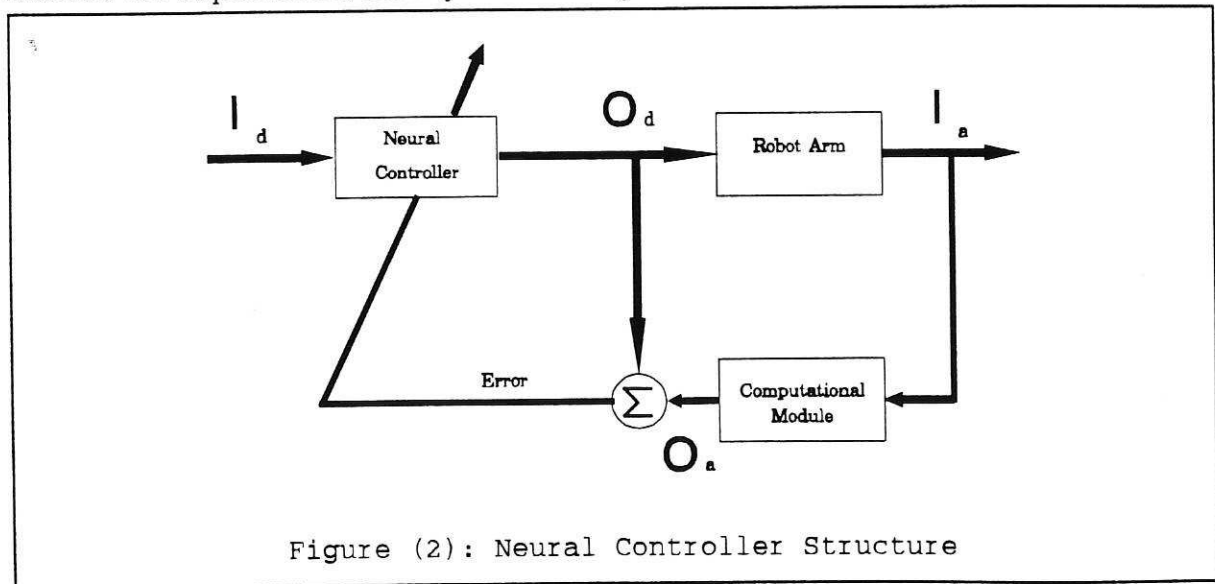 I d
Neural
Controller
O d
Robot Arm
I a
Error
Σ
Computational
Module
O a
Figure (2): Neural Controller Structure